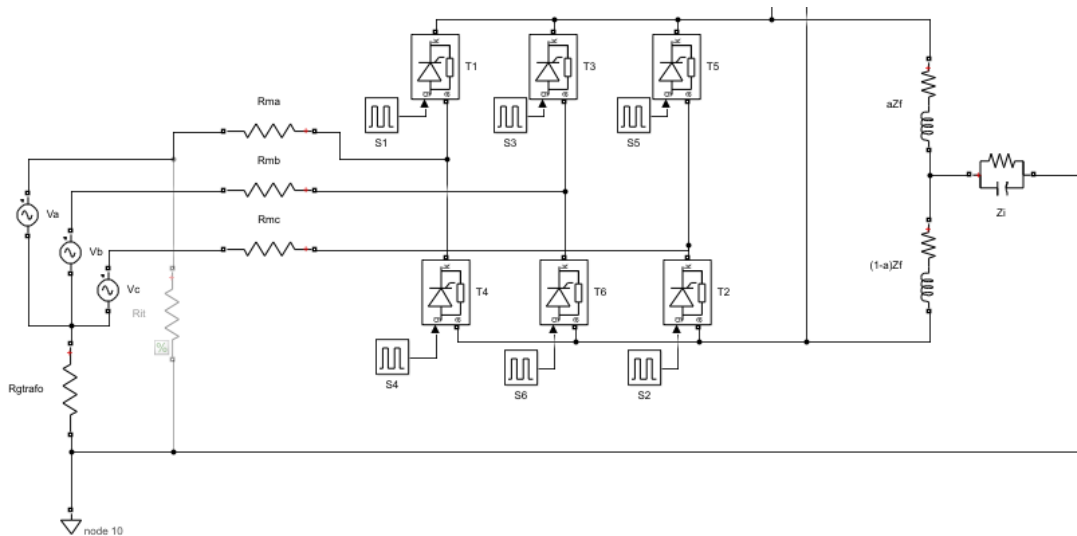 T1
T3
T5
Rma
S1
S3
S5
aZf
Rmb
Zi
Va
Rmc
Vb
Vc
T4
T6
T2
(1-a)Zf
Rit
%
S4
S6
S2
Rgtrafo
node 10